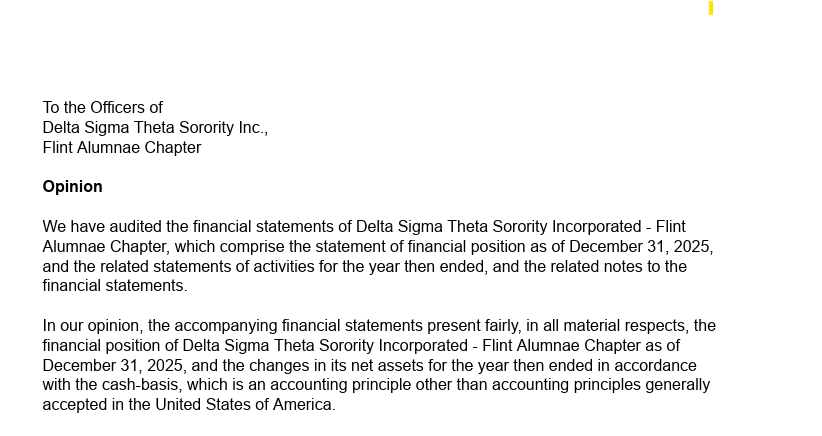 To the Officers of
Delta Sigma Theta Sorority Inc.,
Flint Alumnae Chapter
Opinion
We have audited the financial statements of Delta Sigma Theta Sorority Incorporated - Flint
Alumnae Chapter, which comprise the statement of financial position as of December 31, 2025,
and the related statements of activities for the year then ended, and the related notes to the
financial statements.
In our opinion, the accompanying financial statements present fairly, in all material respects, the
financial position of Delta Sigma Theta Sorority Incorporated - Flint Alumnae Chapter as of
December 31, 2025, and the changes in its net assets for the year then ended in accordance
with the cash-basis, which is an accounting principle other than accounting principles generally
accepted in the United States of America.